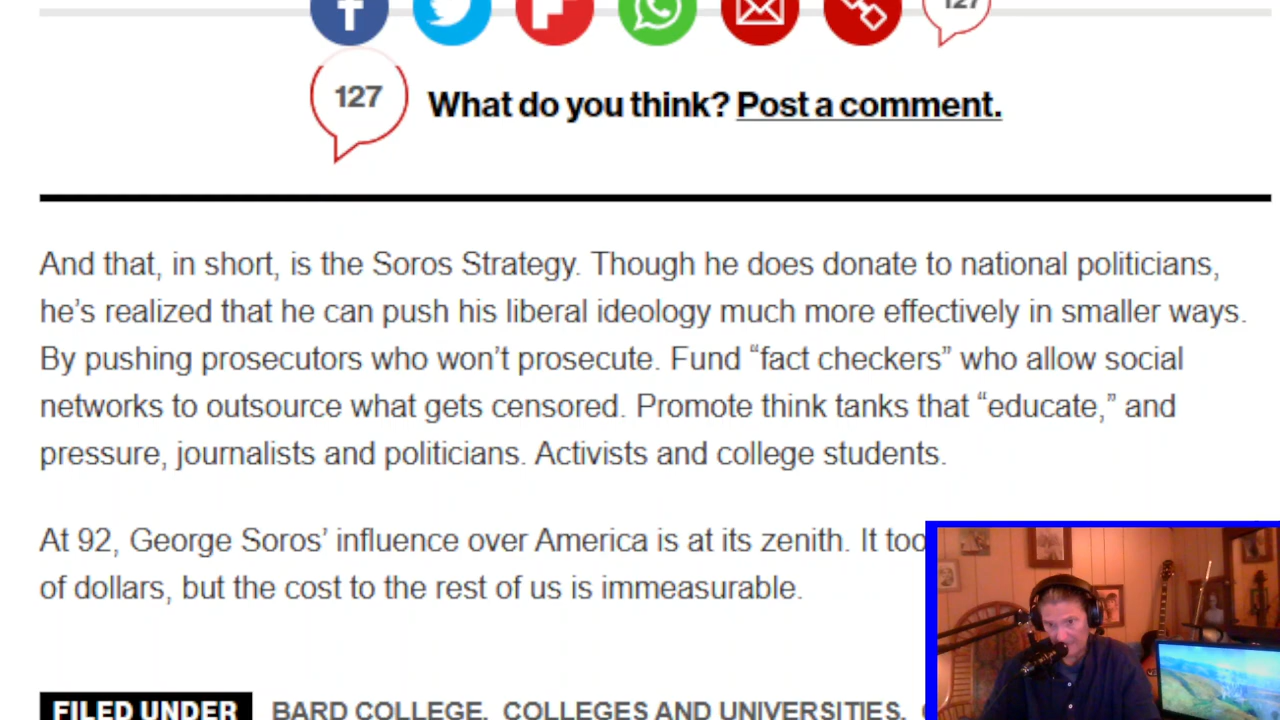 127
127
What do you think? Post a comment.
And that, in short, is the Soros Strategy. Though he does donate to national politicians,
he’s realized that he can push his liberal ideology much more effectively in smaller ways.
By pushing prosecutors who won’t prosecute. Fund “fact checkers” who allow social
networks to outsource what gets censored. Promote think tanks that “educate,” and
pressure, journalists and politicians. Activists and college students.
At 92, George Soros’ influence over America is at its zenith. It
of dollars, but the cost to the rest of us is immeasurable.
FILED UNDER BARD COLLEGE, COLLEGES AND UNIVERSITIES,